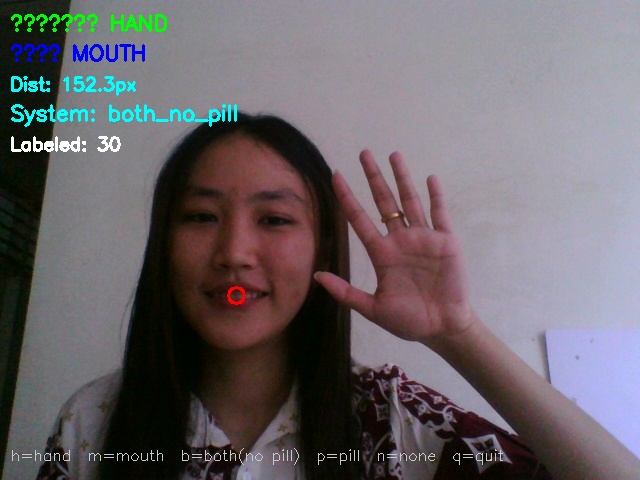 ??????? HAND
???? MOUTH
Dist: 152.3px
System: both_no_pill
Labeled: 30
h=hand m=mouth b=both(no pill) p=pill n=none q=quit